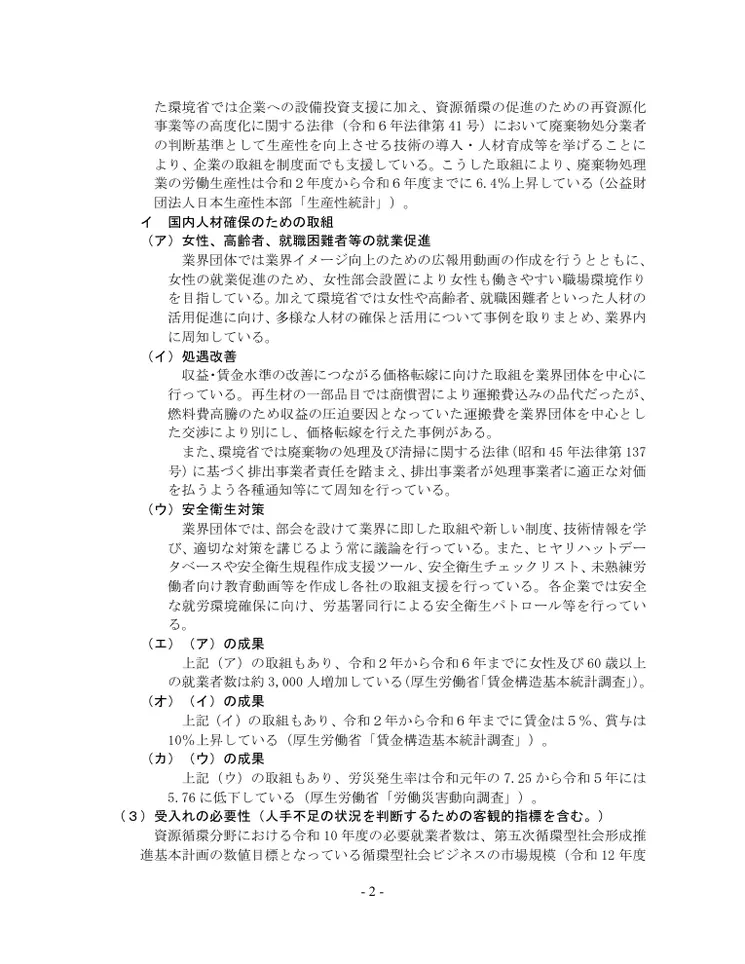 た環境省では企業への設備投資支援に加え、資源循環の促進のための再資源化
事業等の高度化に関する法律（令和６年法律第 41 号）において廃棄物処分業者
の判断基準として生産性を向上させる技術の導入・人材育成等を挙げることに
より、企業の取組を制度面でも支援している。こうした取組により、廃棄物処理
業の労働生産性は令和２年度から令和６年度までに 6.4％上昇している（公益財
団法人日本生産性本部「生産性統計」）。
イ　国内人材確保のための取組
（ア）女性、高齢者、就職困難者等の就業促進
業界団体では業界イメージ向上のための広報用動画の作成を行うとともに、
女性の就業促進のため、女性部会設置により女性も働きやすい職場環境作り
を目指している。加えて環境省では女性や高齢者、就職困難者といった人材の
活用促進に向け、多様な人材の確保と活用について事例を取りまとめ、業界内
に周知している。
（イ）処遇改善
収益・賃金水準の改善につながる価格転嫁に向けた取組を業界団体を中心に
行っている。再生材の一部品目では商慣習により運搬費込みの品代だったが、
燃料費高騰のため収益の圧迫要因となっていた運搬費を業界団体を中心とし
た交渉により別にし、価格転嫁を行えた事例がある。
また、環境省では廃棄物の処理及び清掃に関する法律（昭和 45 年法律第 137
号）に基づく排出事業者責任を踏まえ、排出事業者が処理事業者に適正な対価
を払うよう各種通知等にて周知を行っている。
（ウ）安全衛生対策
業界団体では、部会を設けて業界に即した取組や新しい制度、技術情報を学
び、適切な対策を講じるよう常に議論を行っている。また、ヒヤリハットデー
タベースや安全衛生規程作成支援ツール、安全衛生チェックリスト、未熟練労
働者向け教育動画等を作成し各社の取組支援を行っている。各企業では安全
な就労環境確保に向け、労基署同行による安全衛生パトロール等を行ってい
る。
（エ）（ア）の成果
上記（ア）の取組もあり、令和２年から令和６年までに女性及び 60 歳以上
の就業者数は約 3,000 人増加している（厚生労働省「賃金構造基本統計調査」）。
（オ）（イ）の成果
上記（イ）の取組もあり、令和２年から令和６年までに賃金は５％、賞与は
10％上昇している（厚生労働省「賃金構造基本統計調査」）。
（カ）（ウ）の成果
上記（ウ）の取組もあり、労災発生率は令和元年の 7.25 から令和５年には
5.76 に低下している（厚生労働省「労働災害動向調査」）。
（３）受入れの必要性（人手不足の状況を判断するための客観的指標を含む。）
資源循環分野における令和 10 年度の必要就業者数は、第五次循環型社会形成推
進基本計画の数値目標となっている循環型社会ビジネスの市場規模（令和 12 年度
- 2 -